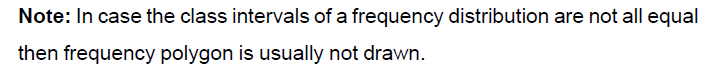 Note: In case the class intervals of a frequency distribution are not all equal
then frequency polygon is usually not drawn.